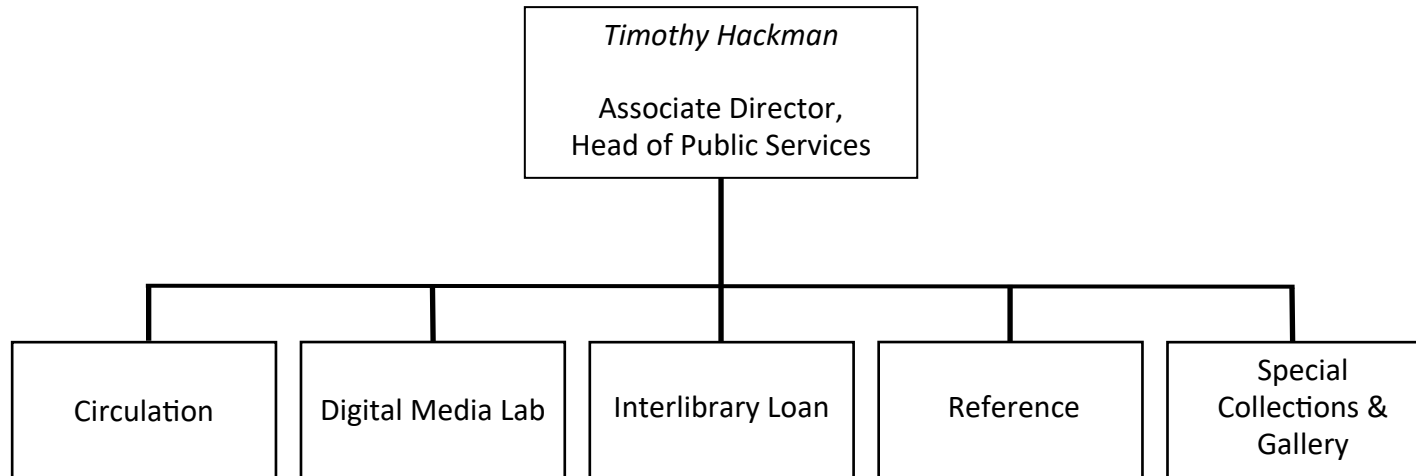 Timothy Hackman
Associate Director,
Head of Public Services
Circulation
Digital Media Lab
Interlibrary Loan
Reference
Special
Collections &
Gallery